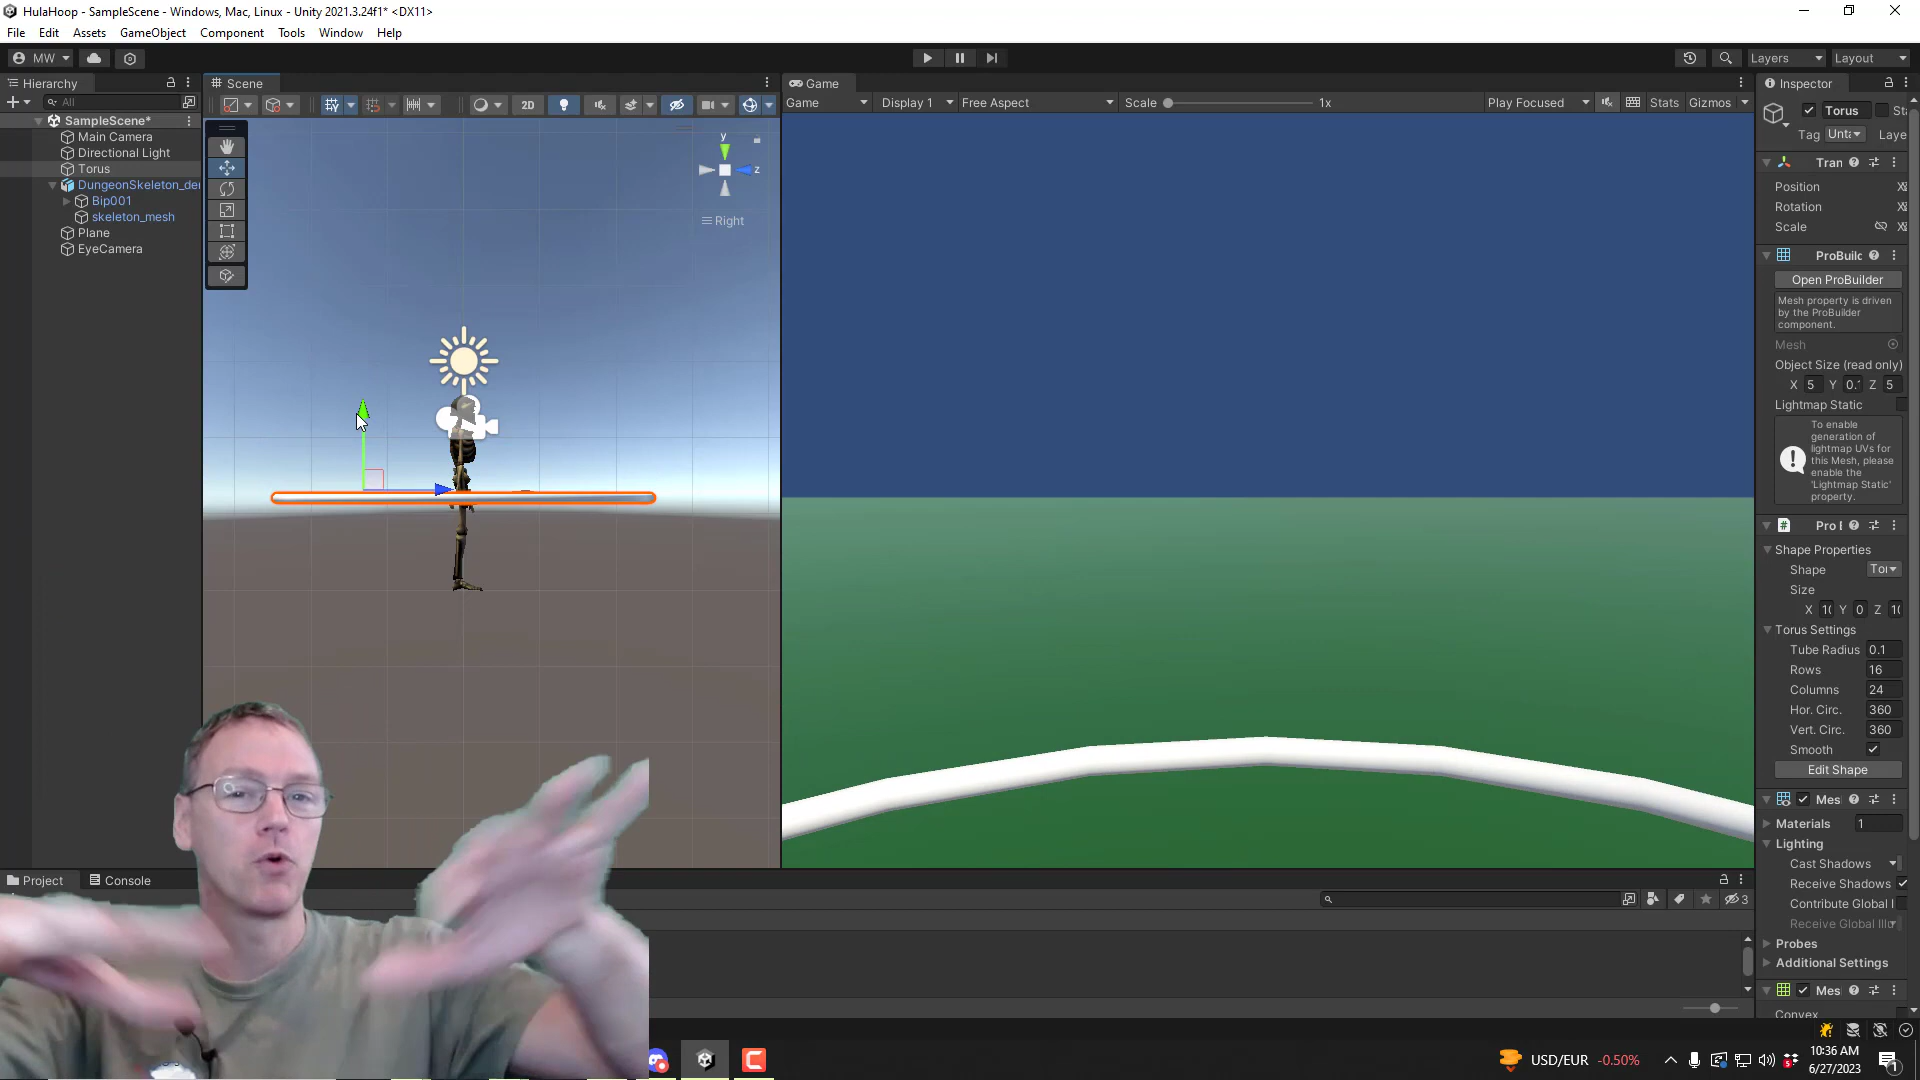 HulaHoop - SampleScene - Windows, Mac, Linux - Unity 2021.3.24f1* <DX11>
File Edit Assets GameObject Component Tools Window Help
MW
Layers
Layout
Hierarchy
Scene
Game
Inspector
All
2D
Game
Display 1
Free Aspect
Scale
1x
Play Focused
Stats
Gizmos
SampleScene*
Main Camera
Directional Light
Torus
DungeonSkeleton_de
Bip001
skeleton_mesh
Plane
EyeCamera
y
z
Right
Torus
Tag
Unta
Laye
Tran
Position
Rotation
Scale
ProBuild
Open ProBuilder
Mesh property is driven
by the ProBuilder
component.
Mesh
Object Size (read only)
X 5 Y 0.1 Z 5
Lightmap Static
To enable
generation of
lightmap UVs for
this Mesh, please
enable the
'Lightmap Static'
property.
Pro B
Shape Properties
Shape
Size
X 1 Y 0 Z 1
Torus Settings
Tube Radius 0.1
Rows 16
Columns 24
Hor. Circ. 360
Vert. Circ. 360
Smooth
Edit Shape
Mes
Materials 1
Lighting
Cast Shadows
Receive Shadows
Contribute Global I
Receive Global Illu
Probes
Additional Settings
Mes
Convex
Project
Console
3
USD/EUR -0.50%
10:36 AM
6/27/2023
1